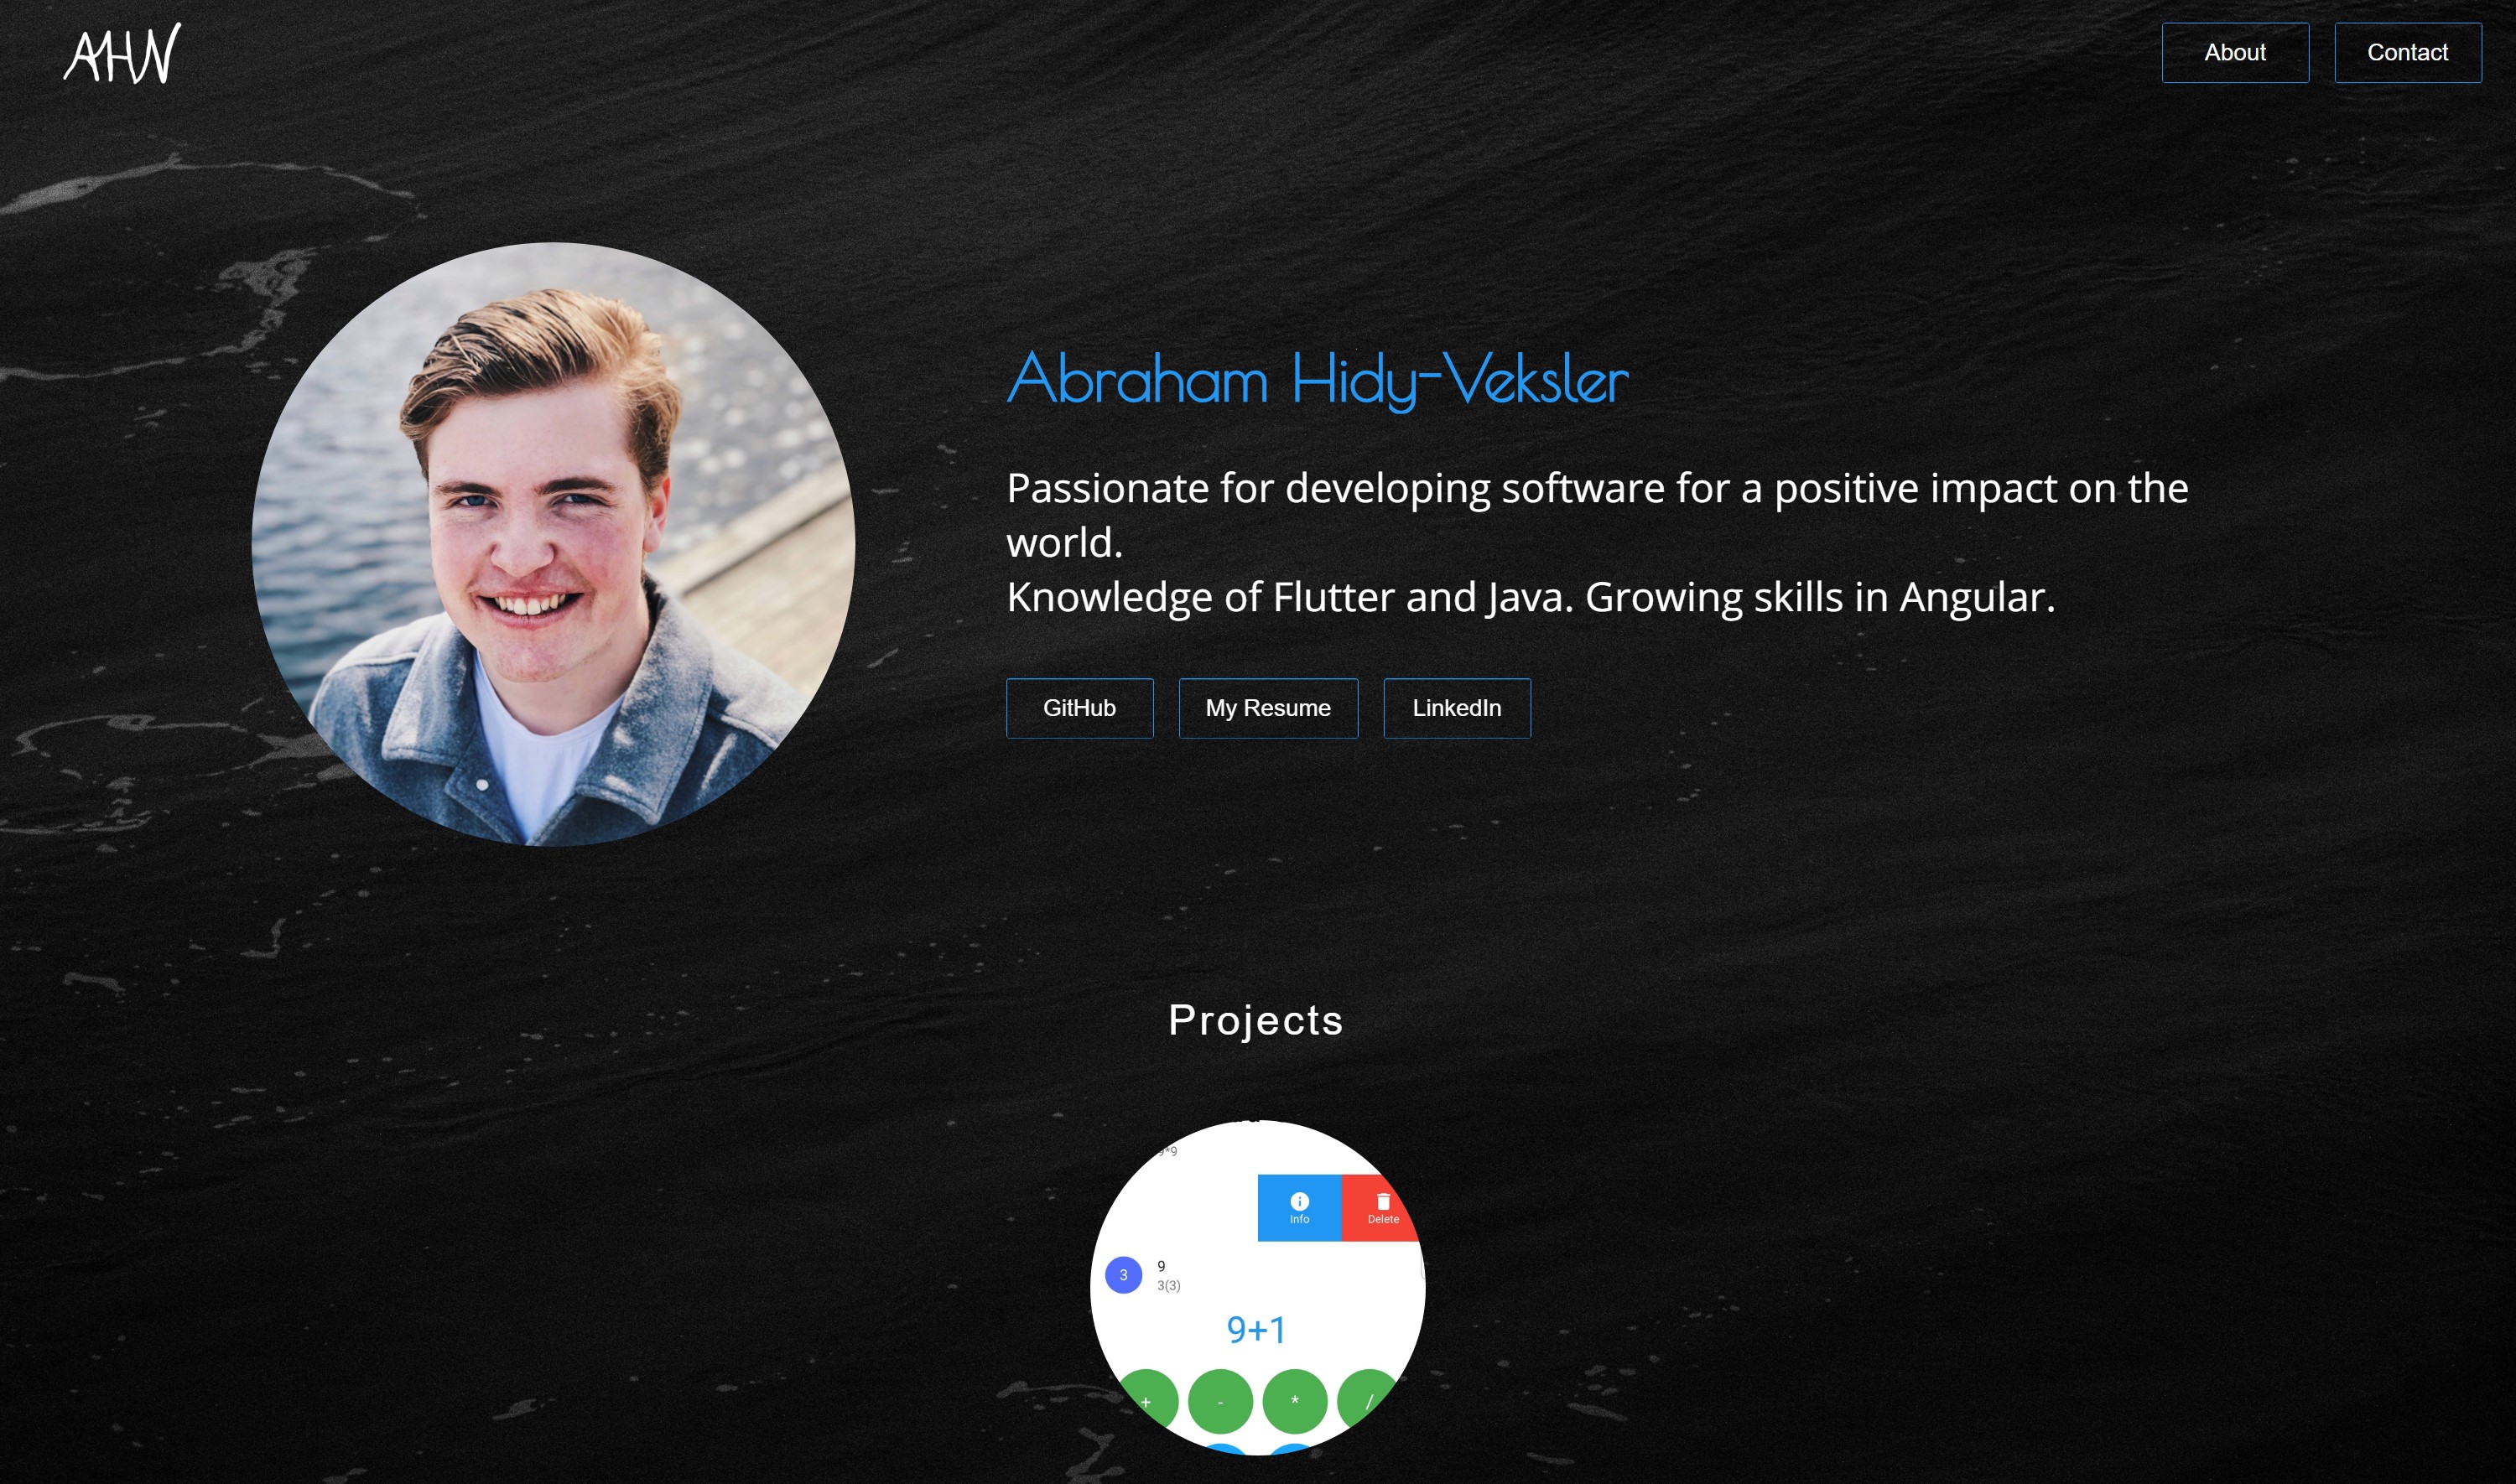 AHV
About
Contact
Abraham Hidy-Veksler
Passionate for developing software for a positive impact on the
world.
Knowledge of Flutter and Java. Growing skills in Angular.
GitHub
My Resume
LinkedIn
Projects
9*9
Info
Delete
3
9
3(3)
9+1
+
-
*
/